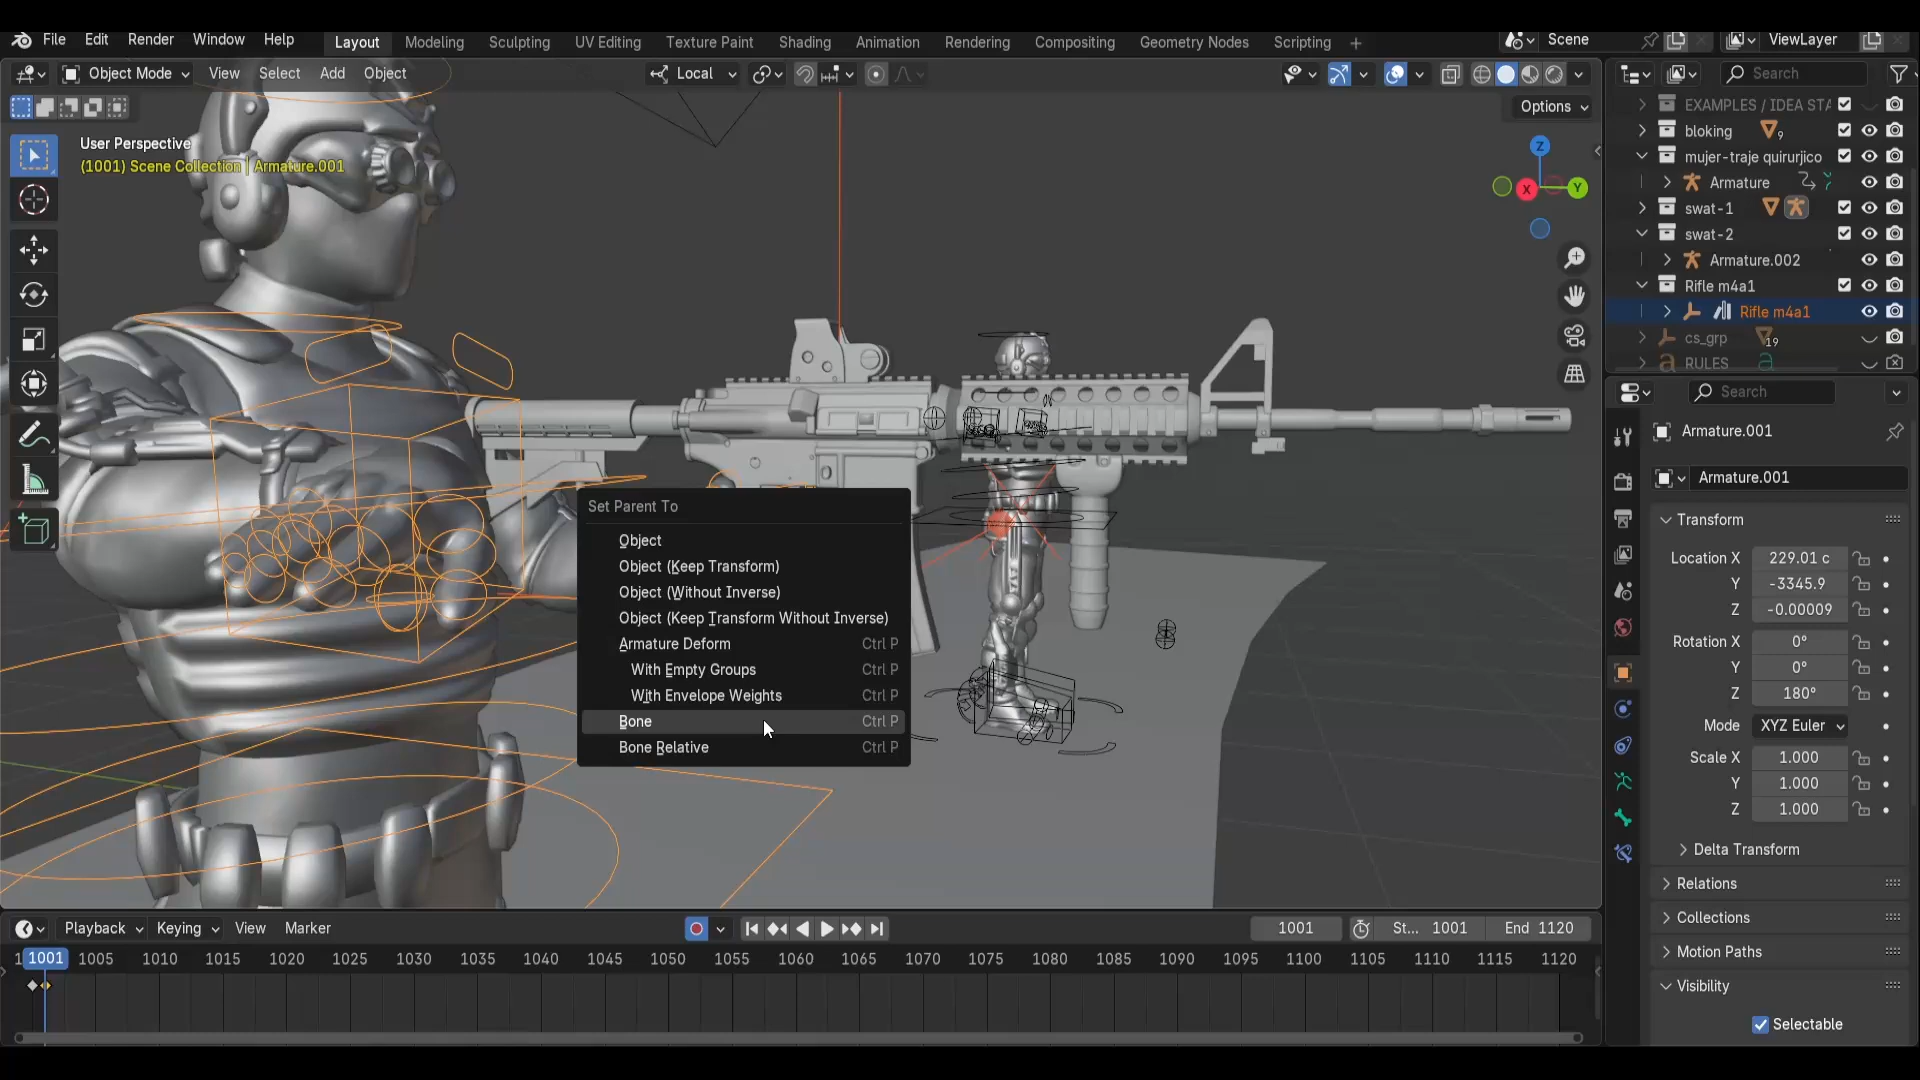 File Edit Render Window Help Layout Modeling Sculpting UV Editing Texture Paint Shading Animation Rendering Compositing Geometry Nodes Scripting + Scene ViewLayer
Object Mode View Select Add Object Local Search
Options
User Perspective
(1001) Scene Collection | Armature.001
Z
X
Y
EXAMPLES / IDEA STA
bloking 9
mujer-traje quirurjico
Armature
swat-1
swat-2
Armature.002
Rifle m4a1
Rifle m4a1
cs_grp 19
RULES
Search
Armature.001
Armature.001
Transform
Location X 229.01 c
Y -3345.9
Z -0.00009
Rotation X 0°
Y 0°
Z 180°
Mode XYZ Euler
Scale X 1.000
Y 1.000
Z 1.000
Delta Transform
Relations
Collections
Motion Paths
Visibility
Selectable
Set Parent To
Object
Object (Keep Transform)
Object (Without Inverse)
Object (Keep Transform Without Inverse)
Armature Deform Ctrl P
With Empty Groups Ctrl P
With Envelope Weights Ctrl P
Bone Ctrl P
Bone Relative Ctrl P
Playback Keying View Marker 1001 St... 1001 End 1120
1001 1005 1010 1015 1020 1025 1030 1035 1040 1045 1050 1055 1060 1065 1070 1075 1080 1085 1090 1095 1100 1105 1110 1115 1120